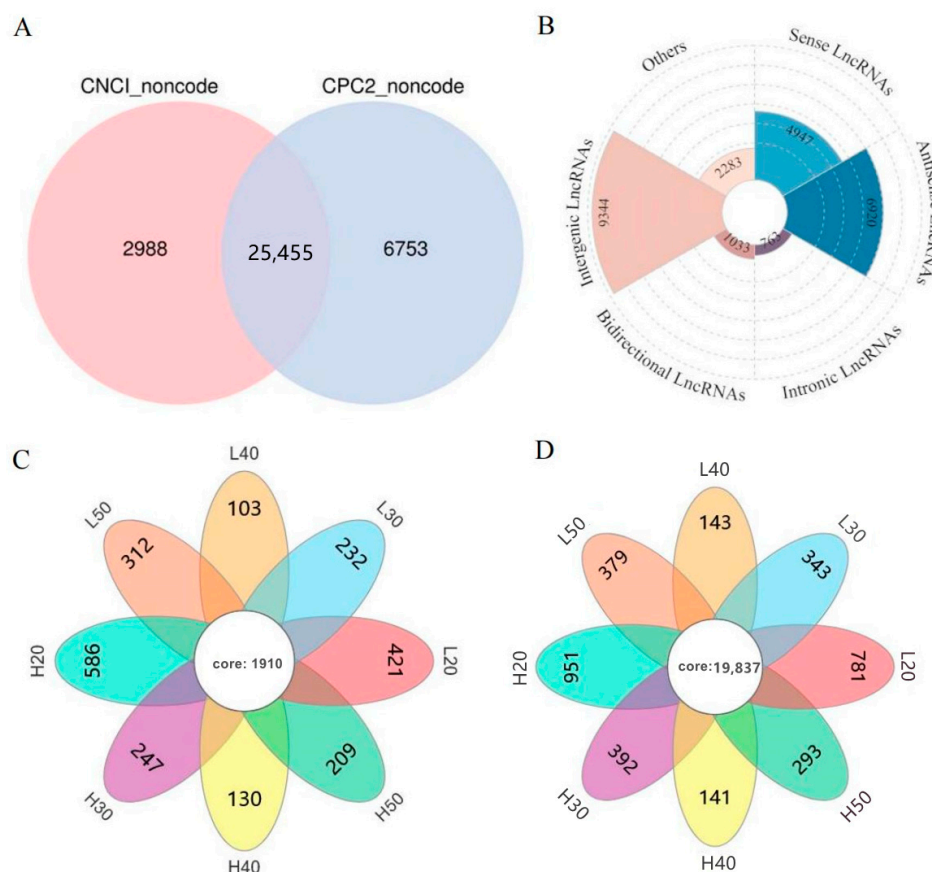 A
CNCI_noncode
CPC2_noncode
2988
25,455
6753
B
Others
Sense LncRNAs
Antisense LncRNAs
Intronic LncRNAs
Bidirectional LncRNAs
Intergenic LncRNAs
2283
4947
6920
763
1033
9344
C
L40
L30
L20
H50
H40
H30
H20
L50
103
232
421
209
130
247
586
312
core: 1910
D
L40
L30
L20
H50
H40
H30
H20
L50
143
343
781
293
141
392
951
379
core:19,837